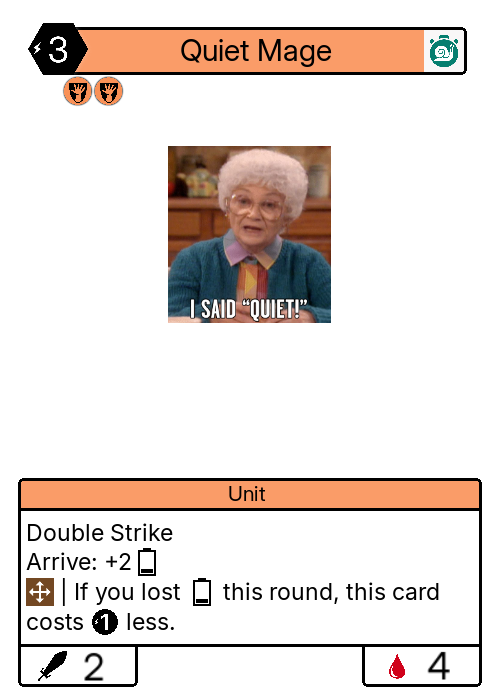 3
Quiet Mage
I SAID “QUIET!”
Unit
Double Strike
Arrive: +2
| If you lost this round, this card
costs 1 less.
2
4